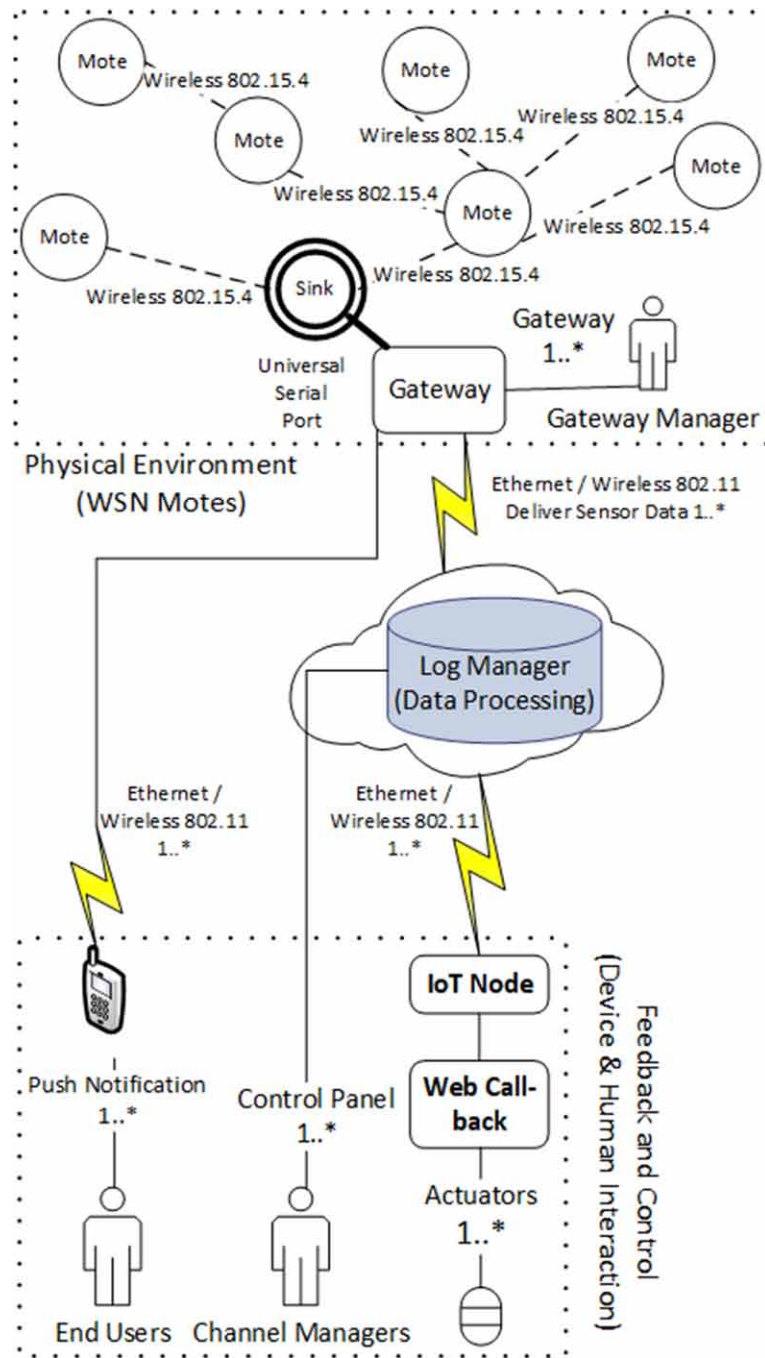 Mote
Mote
Mote
Wireless 802.15.4
Wireless 802.15.4
Wireless 802.15.4
Mote
Mote
Wireless 802.15.4
Mote
Wireless 802.15.4
Mote
Wireless 802.15.4
Wireless 802.15.4
Sink
Gateway
1..*
Universal
Serial
Port
Gateway
Gateway Manager
Physical Environment
(WSN Motes)
Ethernet / Wireless 802.11
Deliver Sensor Data 1..*
Log Manager
(Data Processing)
Ethernet /
Wireless 802.11
1..*
Ethernet /
Wireless 802.11
1..*
IoT Node
Push Notification
1..*
Control Panel
1..*
Web Call-
back
Actuators
1..*
End Users
Channel Managers
Feedback and Control
(Device & Human Interaction)